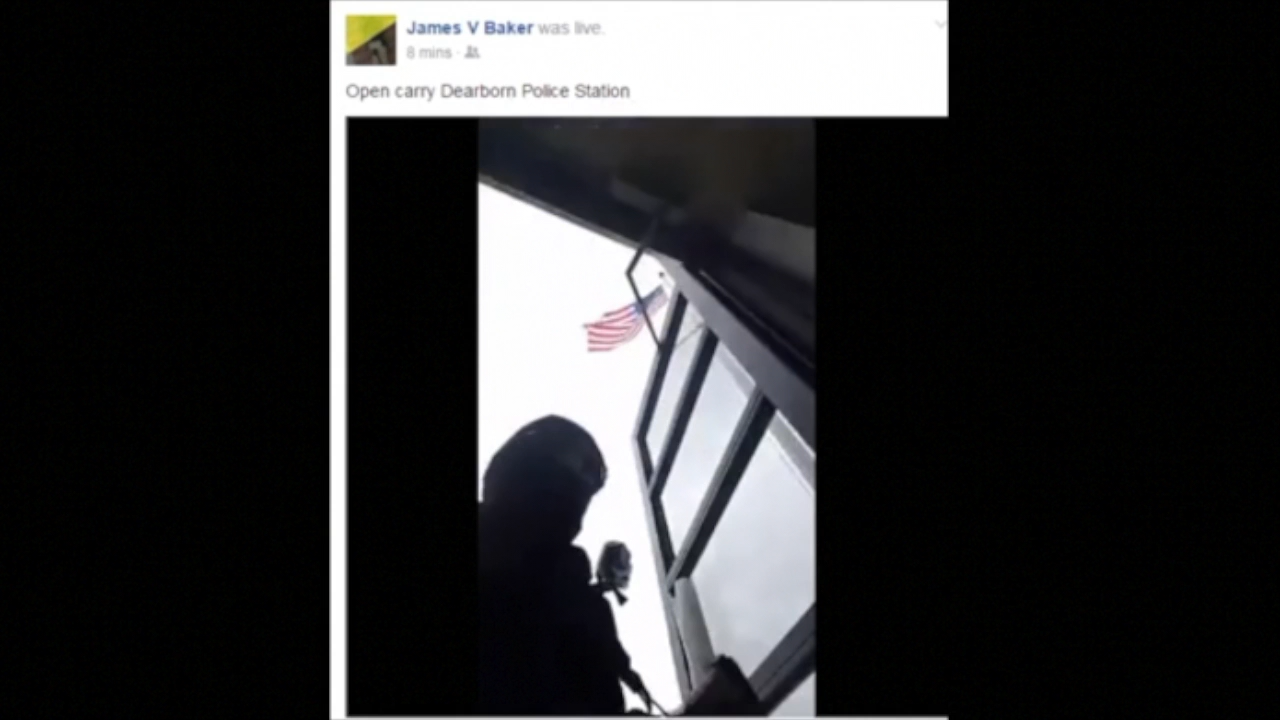 James V Baker was live.
8 mins ·
Open carry Dearborn Police Station